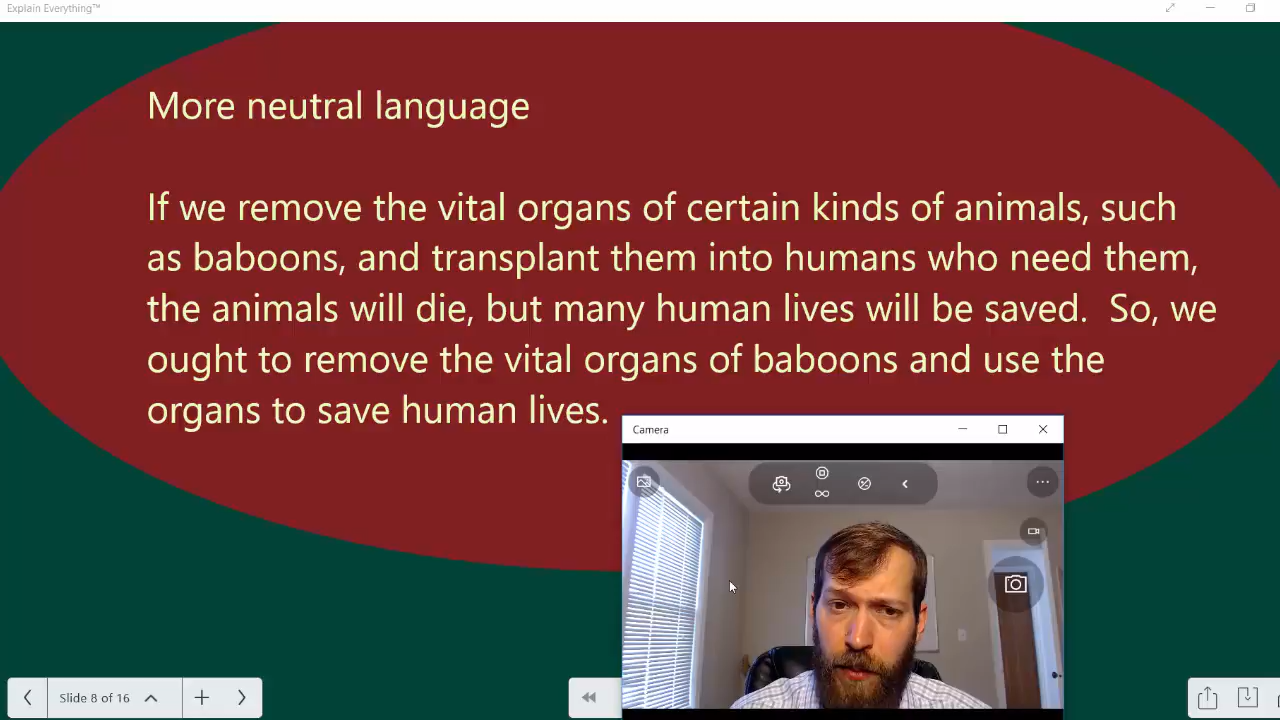 Explain Everything™
More neutral language
If we remove the vital organs of certain kinds of animals, such
as baboons, and transplant them into humans who need them,
the animals will die, but many human lives will be saved.  So, we
ought to remove the vital organs of baboons and use the
organs to save human lives.
Camera
Slide 8 of 16